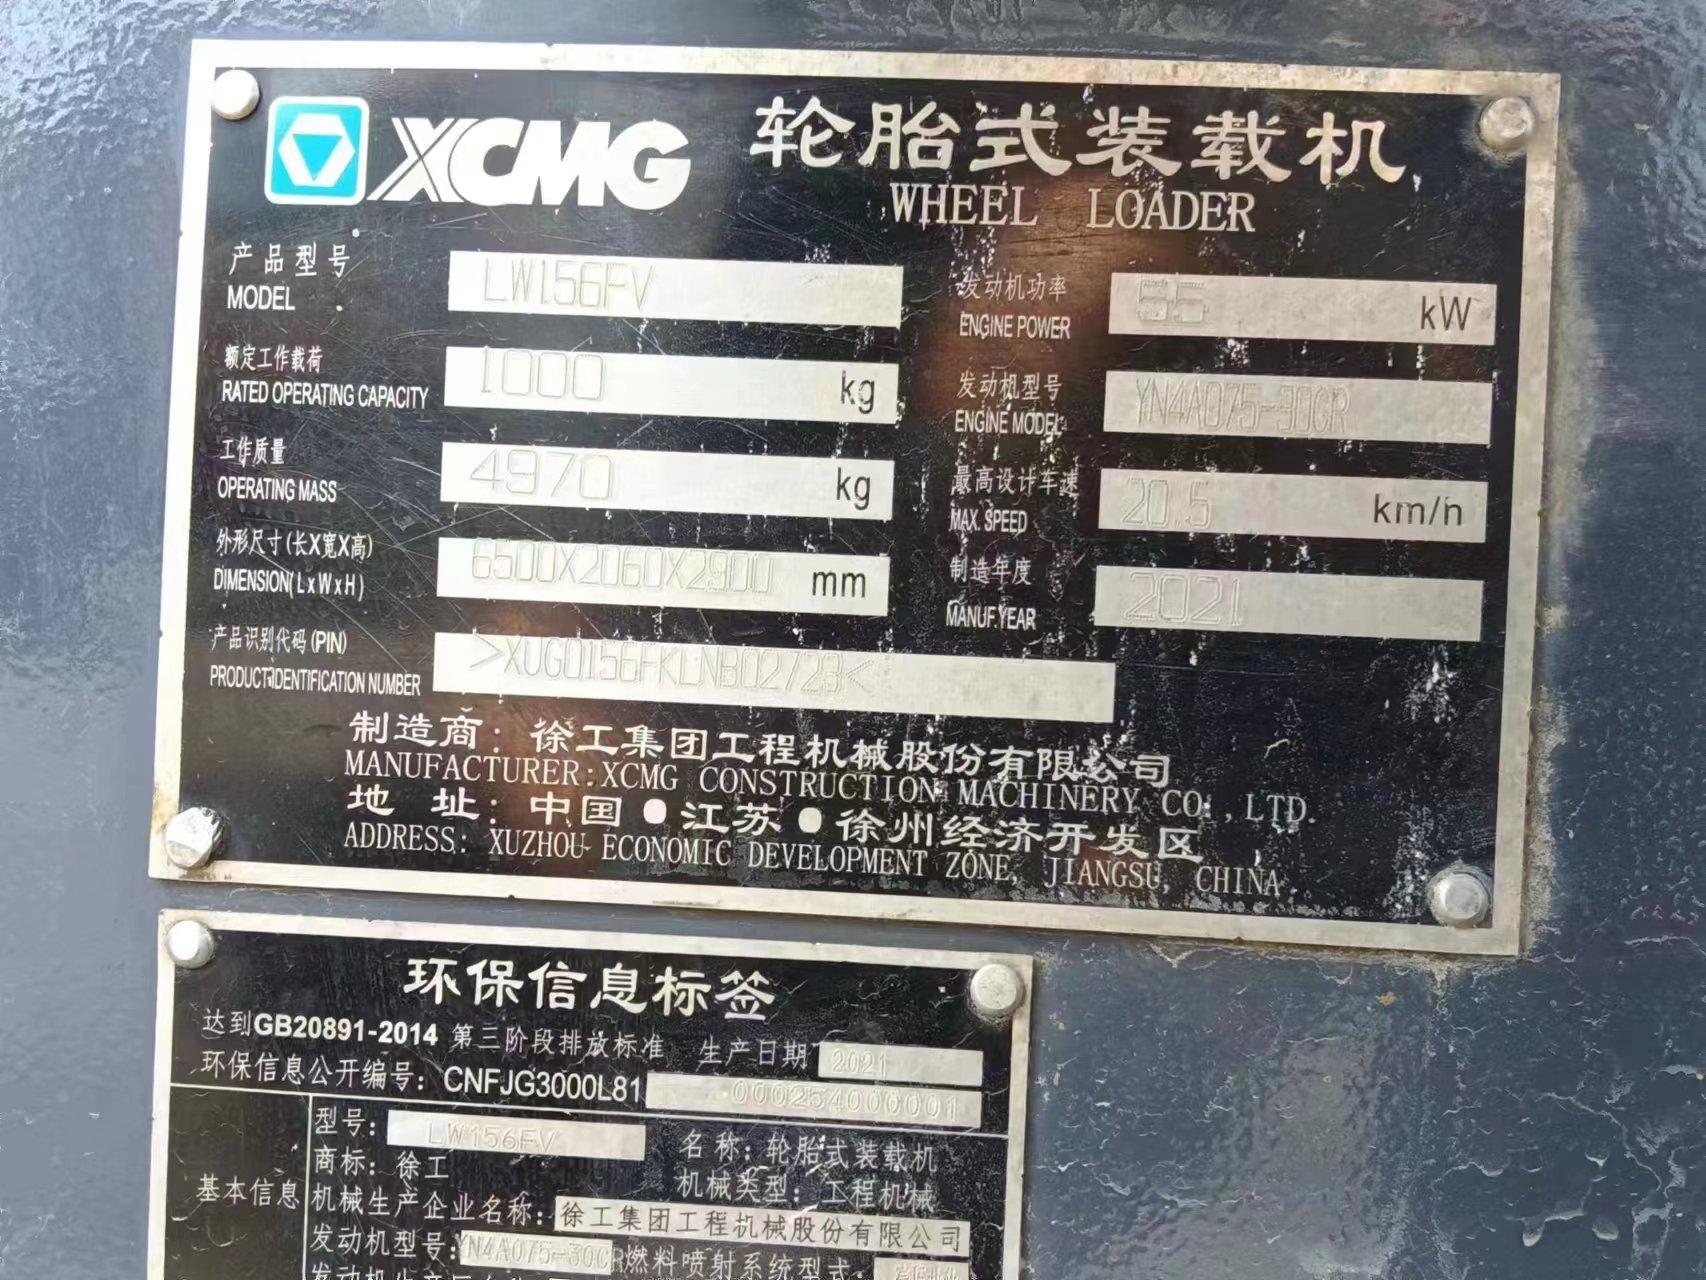 XCMG 轮胎式装载机
WHEEL LOADER
产品型号 LW156FV
MODEL
发动机功率 55 kW
ENGINE POWER
额定工作载荷 1000 kg
RATED OPERATING CAPACITY
发动机型号 YN4A075-30CR
ENGINE MODEL
工作质量 4970 kg
OPERATING MASS
最高设计车速 20.5 km/h
MAX. SPEED
外形尺寸(长X宽X高) 6500X2060X2900 mm
DIMENSION(LxWxH)
制造年度 2021
MANUF.YEAR
产品识别代码(PIN)
PRODUCT IDENTIFICATION NUMBER
制造商：徐工集团工程机械股份有限公司
MANUFACTURER:XCMG CONSTRUCTION MACHINERY CO.,LTD.
地 址：中国●江苏●徐州经济开发区
ADDRESS: XUZHOU ECONOMIC DEVELOPMENT ZONE, JIANGSU, CHINA
环保信息标签
达到GB20891-2014 第三阶段排放标准 生产日期 2021
环保信息公开编号：CNFJG3000L81 000254000001
型号：LW156FV 名称：轮胎式装载机
商标：徐工 机械类型：工程机械
基本信息 机械生产企业名称：徐工集团工程机械股份有限公司
发动机型号：YN4A075-30CR 燃料喷射系统型式：